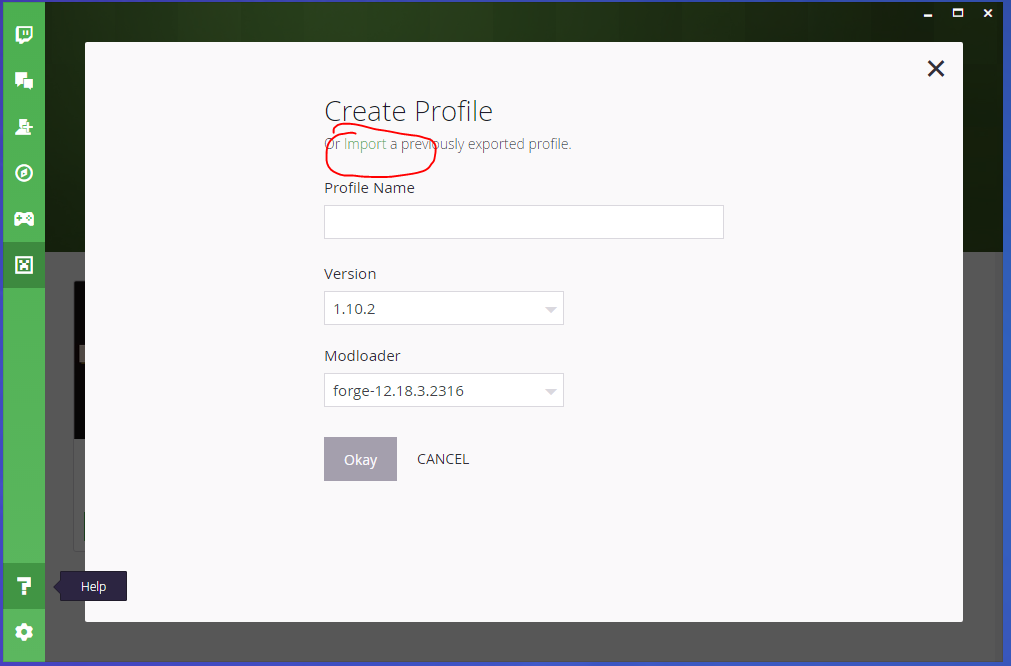 Create Profile
Or Import a previously exported profile.
Profile Name
Version
1.10.2
Modloader
forge-12.18.3.2316
Okay
CANCEL
Help